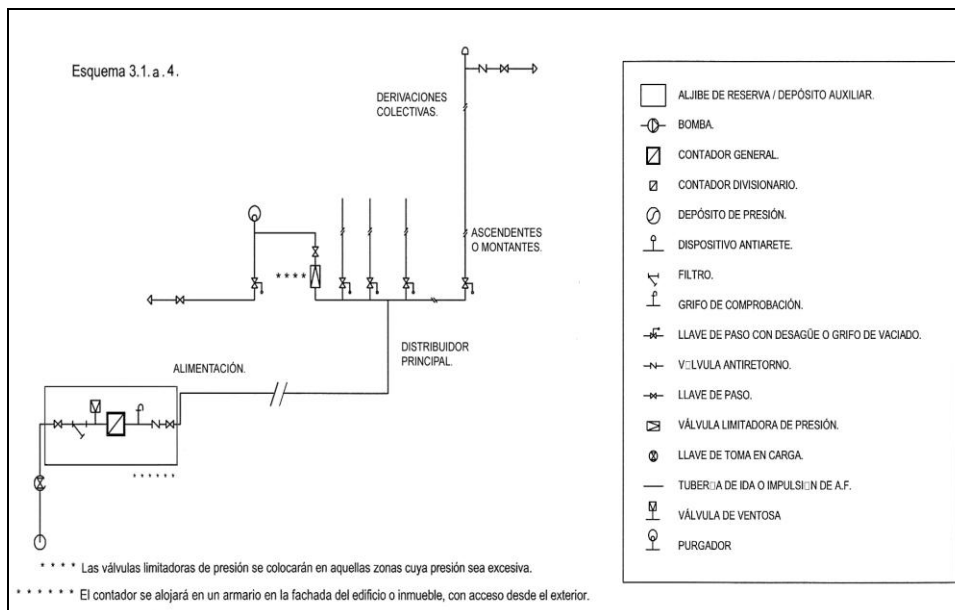 Esquema 3.1.a.4.
DERIVACIONES
COLECTIVAS.
ASCENDENTES
O MONTANTES.
* * * *
DISTRIBUIDOR
PRINCIPAL.
ALIMENTACIÓN.
* * * * * *
* * * * Las válvulas limitadoras de presión se colocarán en aquellas zonas cuya presión sea excesiva.
* * * * * * El contador se alojará en un armario en la fachada del edificio o inmueble, con acceso desde el exterior.
ALJIBE DE RESERVA / DEPÓSITO AUXILIAR.
BOMBA.
CONTADOR GENERAL.
CONTADOR DIVISIONARIO.
DEPÓSITO DE PRESIÓN.
DISPOSITIVO ANTIARETE.
FILTRO.
GRIFO DE COMPROBACIÓN.
LLAVE DE PASO CON DESAGÜE O GRIFO DE VACIADO.
V□LVULA ANTIRETORNO.
LLAVE DE PASO.
VÁLVULA LIMITADORA DE PRESIÓN.
LLAVE DE TOMA EN CARGA.
TUBER□A DE IDA O IMPULSI□N DE A.F.
VÁLVULA DE VENTOSA
PURGADOR